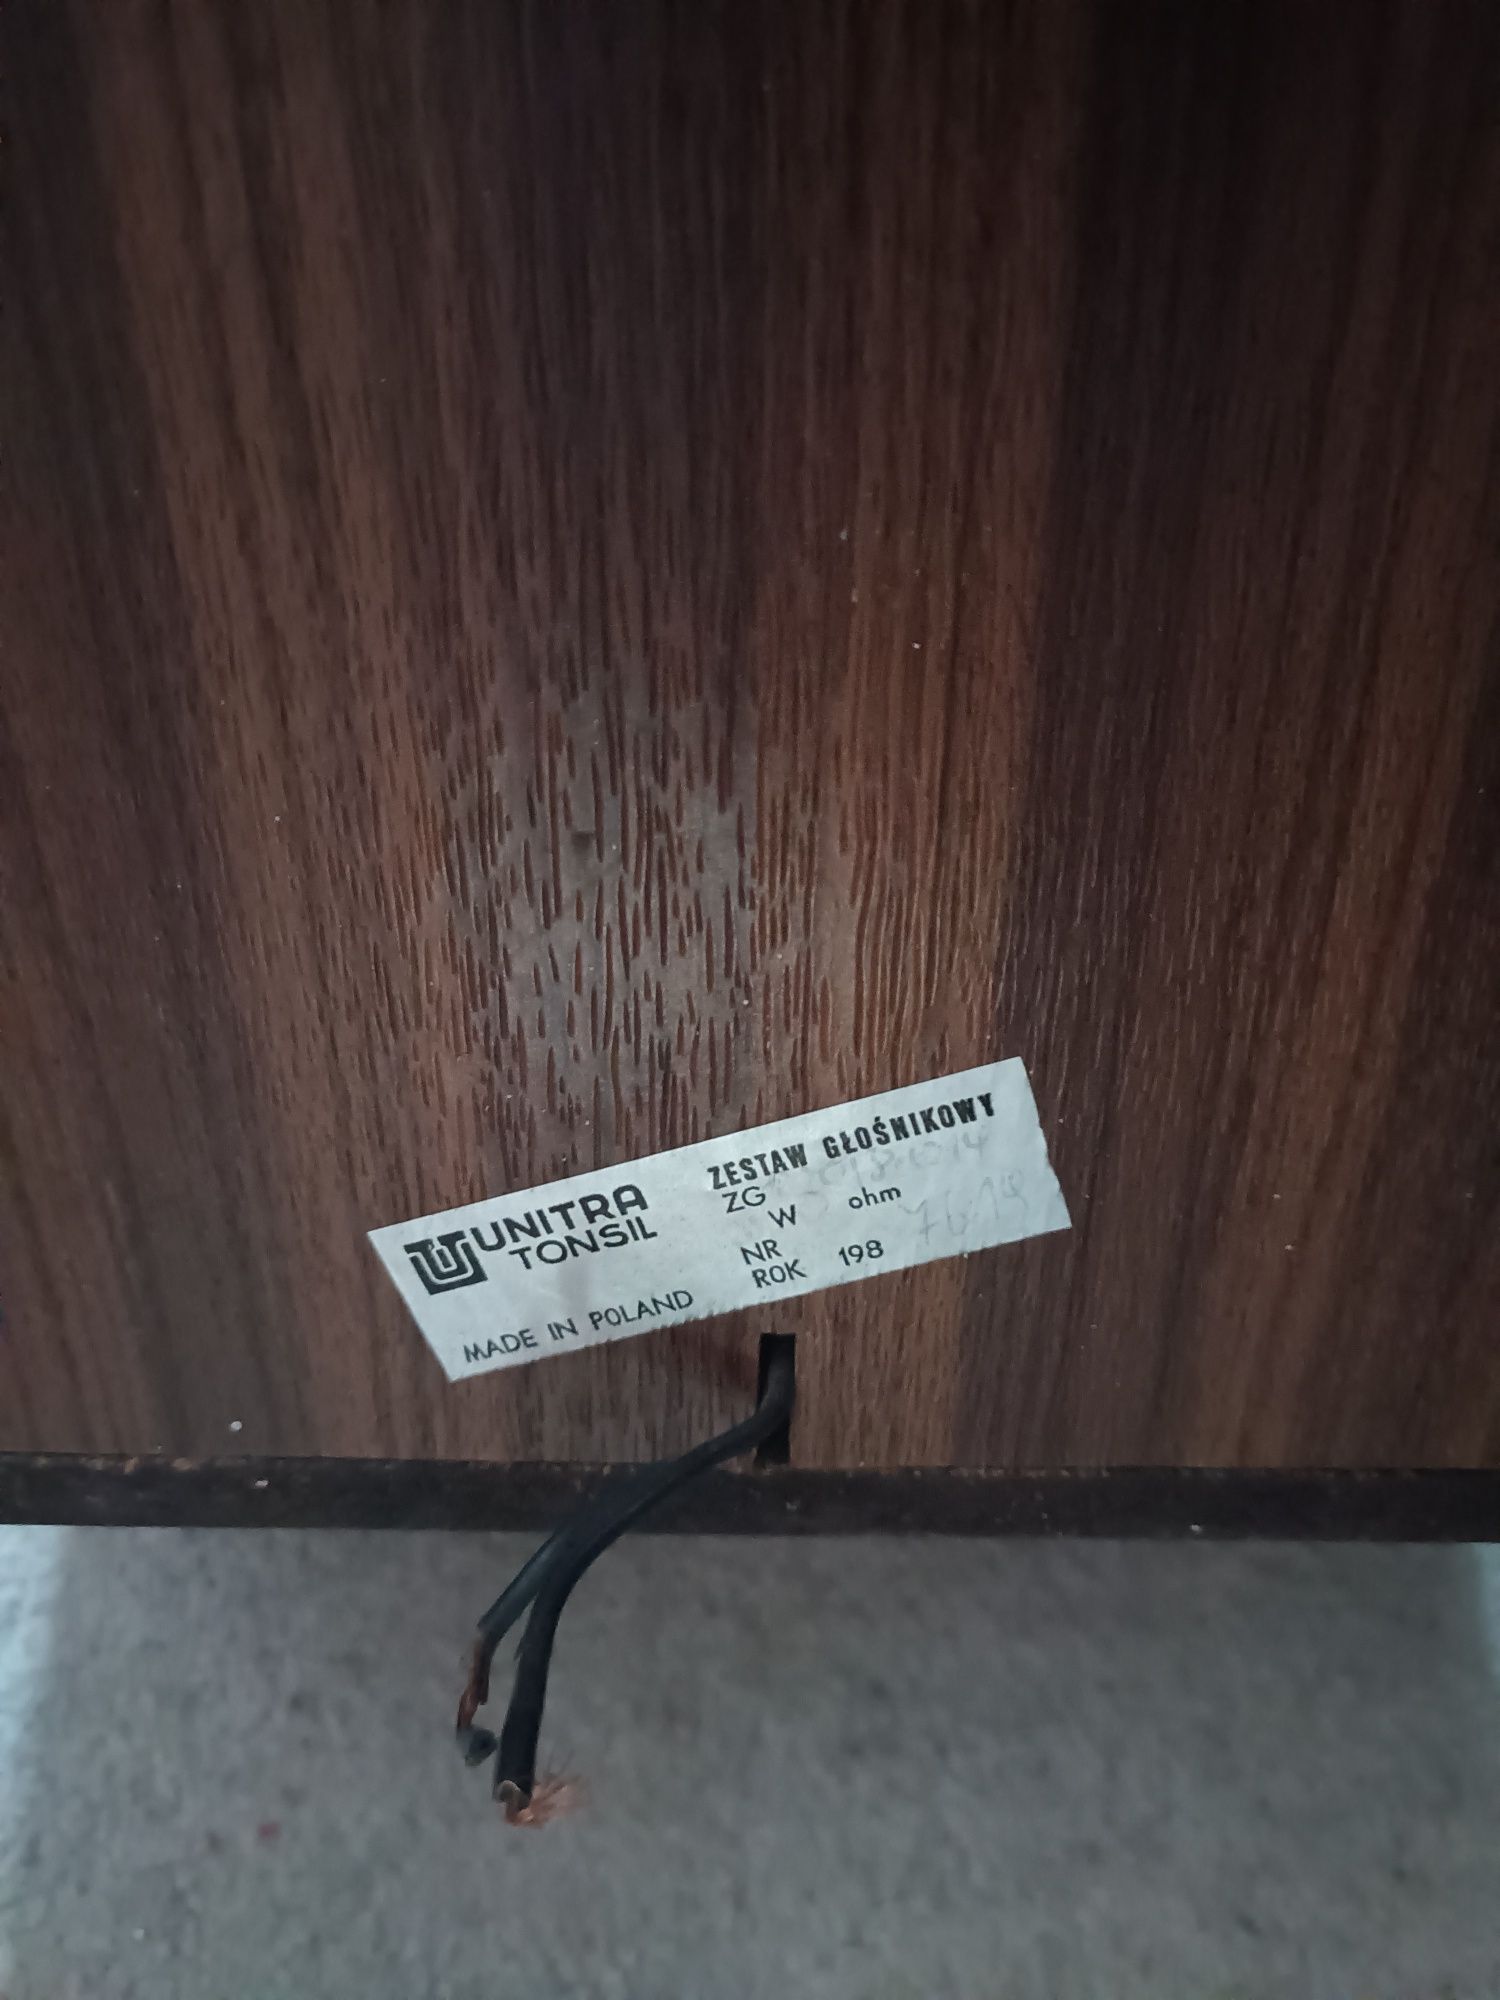 UNITRA
TONSIL
MADE IN POLAND
ZESTAW GŁOŚNIKOWY
ZG
W ohm
NR
ROK 198